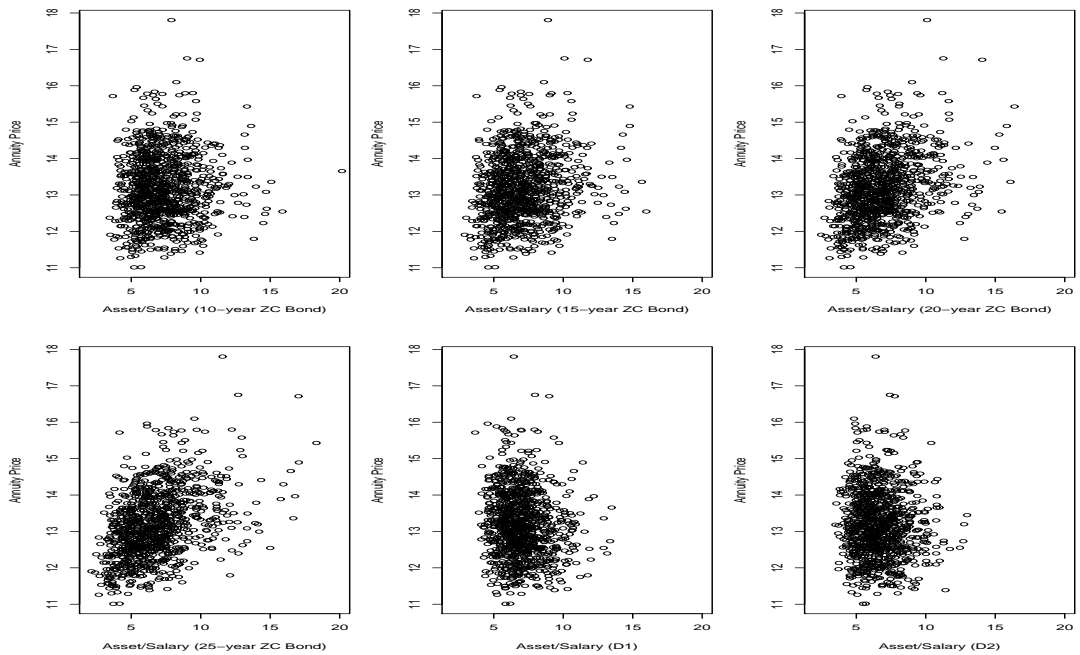 18
17
16
15
14
13
12
11
Annuity Price
5 10 15 20
Asset/Salary (10−year ZC Bond)
18
17
16
15
14
13
12
11
Annuity Price
5 10 15 20
Asset/Salary (15−year ZC Bond)
18
17
16
15
14
13
12
11
Annuity Price
5 10 15 20
Asset/Salary (20−year ZC Bond)
18
17
16
15
14
13
12
11
Annuity Price
5 10 15 20
Asset/Salary (25−year ZC Bond)
18
17
16
15
14
13
12
11
Annuity Price
5 10 15 20
Asset/Salary (D1)
18
17
16
15
14
13
12
11
Annuity Price
5 10 15 20
Asset/Salary (D2)